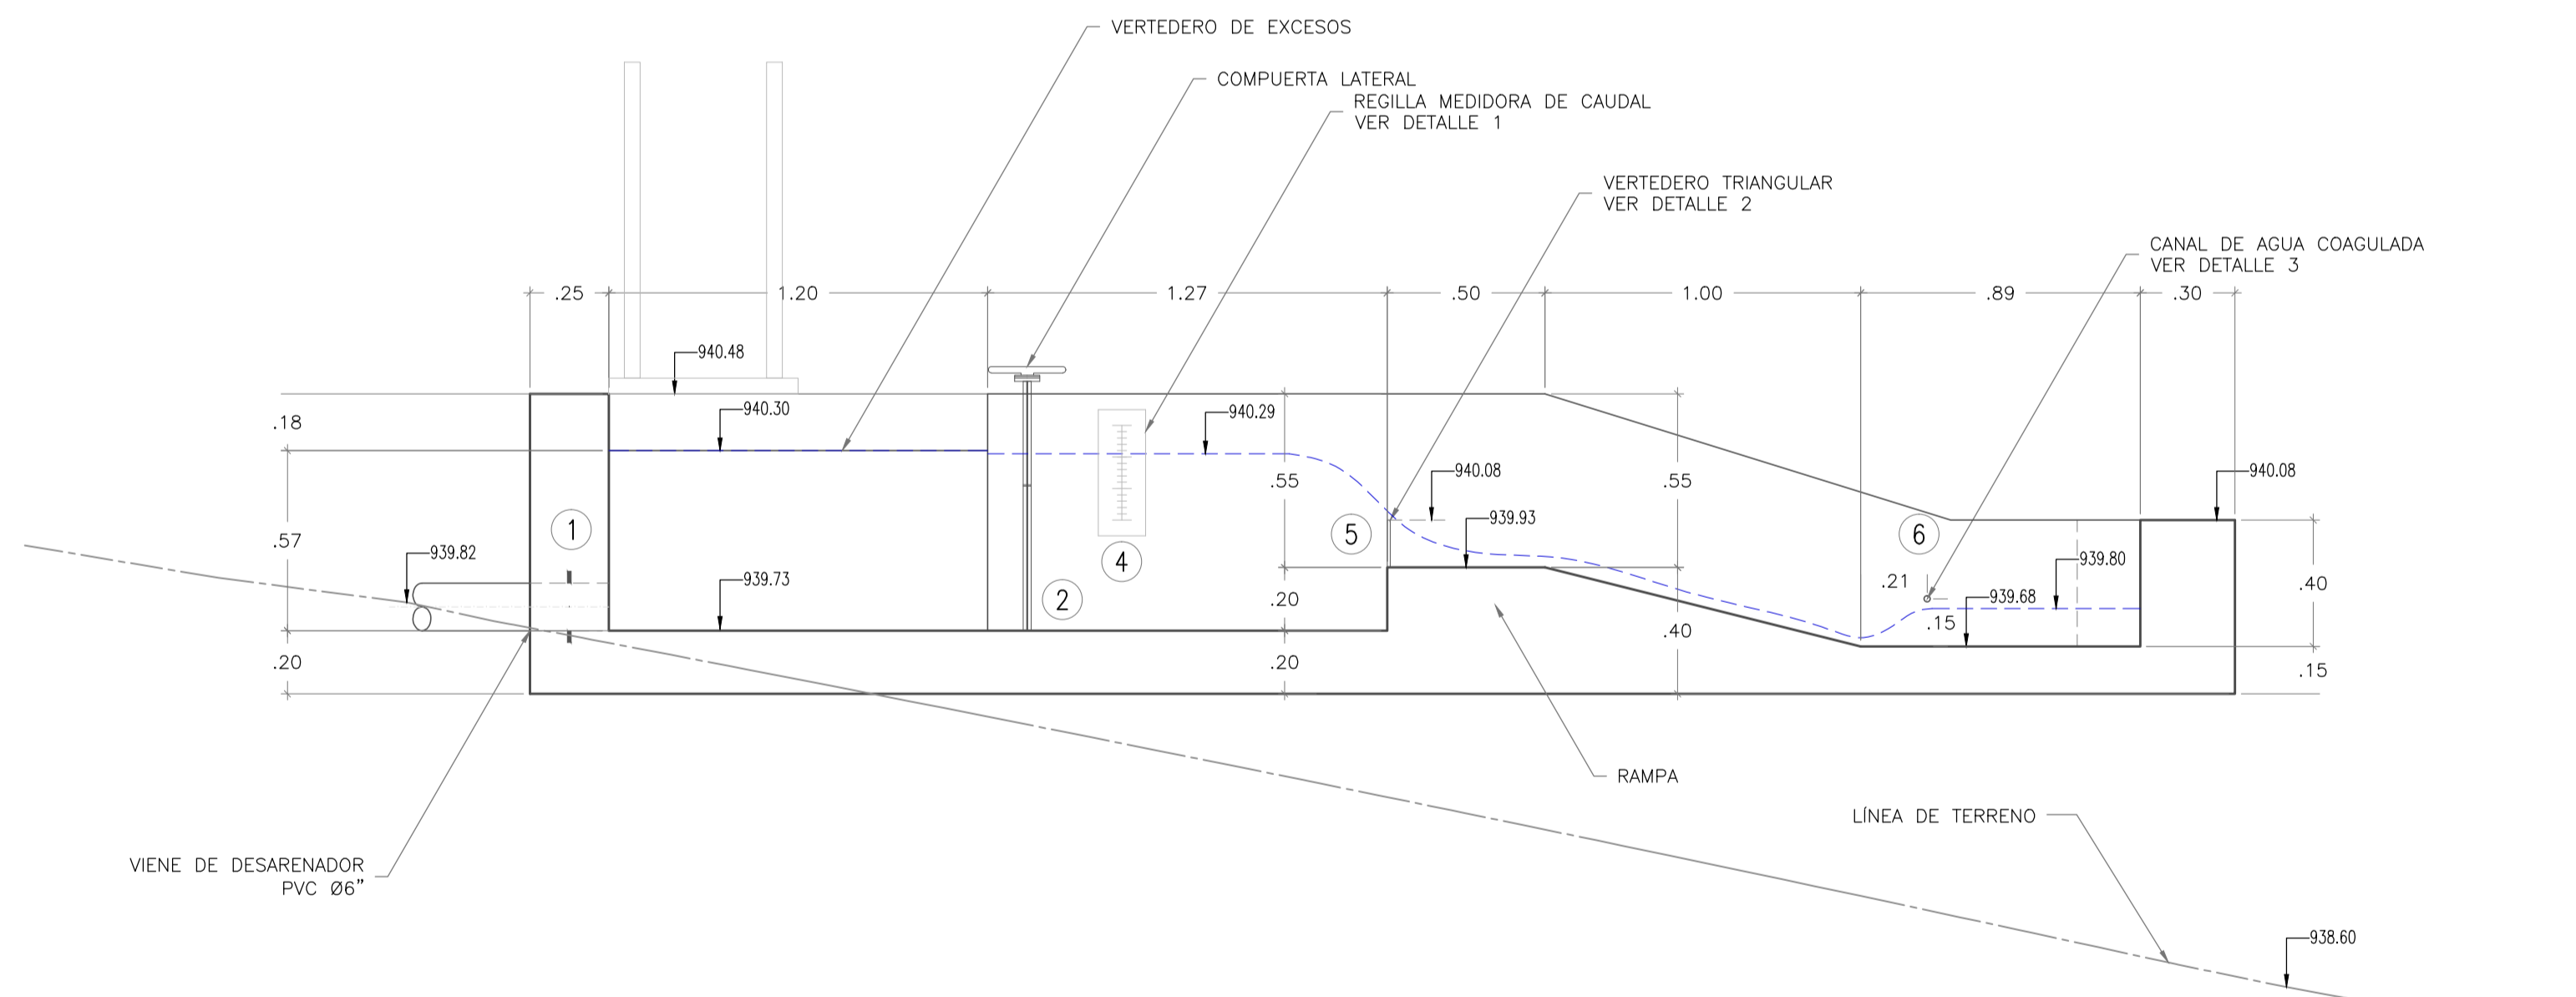 VERTEDERO DE EXCESOS
COMPUERTA LATERAL
REGILLA MEDIDORA DE CAUDAL
VER DETALLE 1
VERTEDERO TRIANGULAR
VER DETALLE 2
CANAL DE AGUA COAGULADA
VER DETALLE 3
.25
1.20
1.27
.50
1.00
.89
.30
940.48
940.30
940.29
.18
.55
.55
940.08
940.08
939.93
1
5
6
.57
939.82
4
939.80
939.73
.21
.40
2
.20
939.68
.15
.40
.20
.20
.15
RAMPA
LÍNEA DE TERRENO
VIENE DE DESARENADOR
PVC Ø6”
938.60